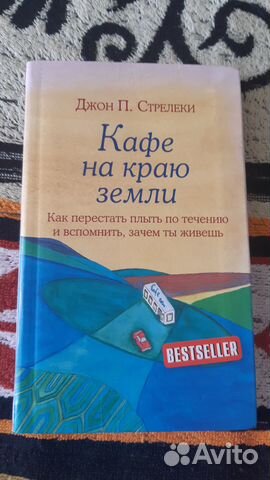 Джон П. Стрелеки
Кафе
на краю
земли
Как перестать плыть по течению
и вспомнить, зачем ты живешь
BESTSELLER
Avito